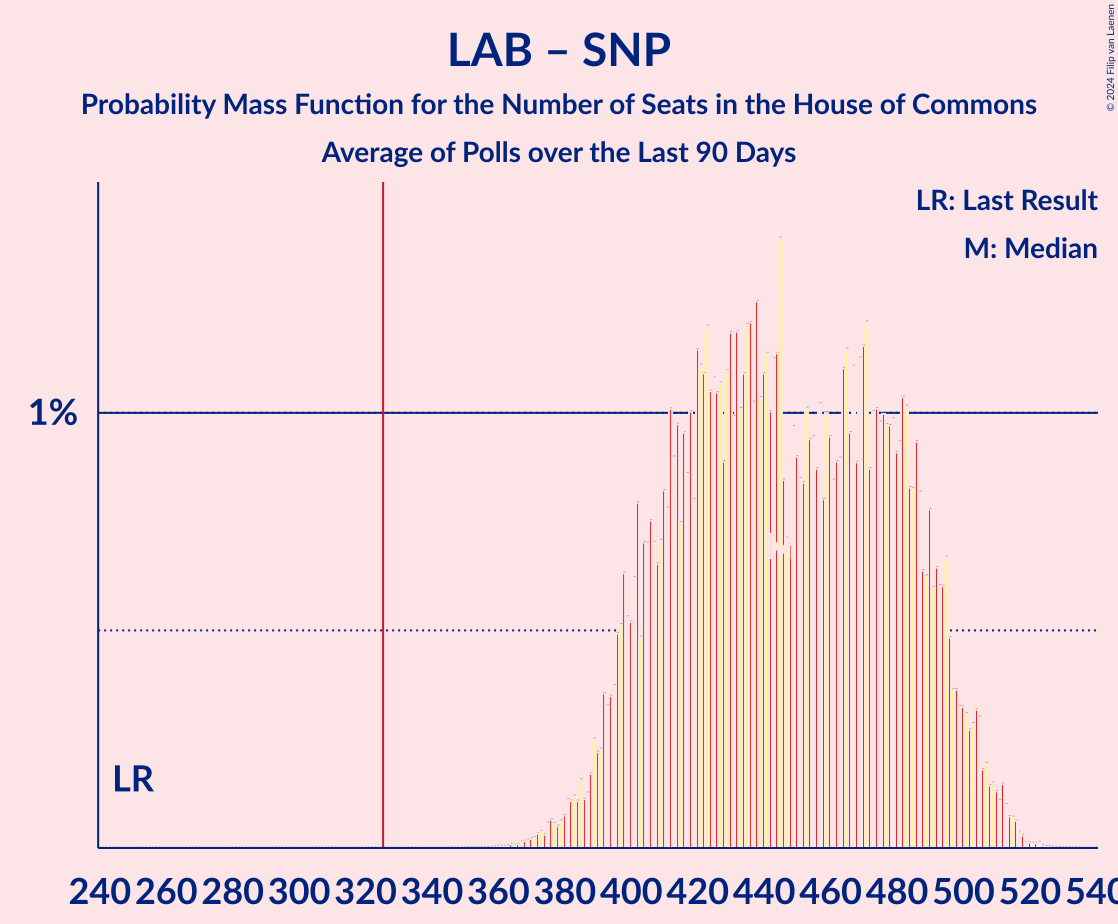 LAB – SNP
Probability Mass Function for the Number of Seats in the House of Commons
Average of Polls over the Last 90 Days
© 2024 Filip van Laenen
LR: Last Result
M: Median
1%
LR
M
240 260 280 300 320 340 360 380 400 420 440 460 480 500 520 540